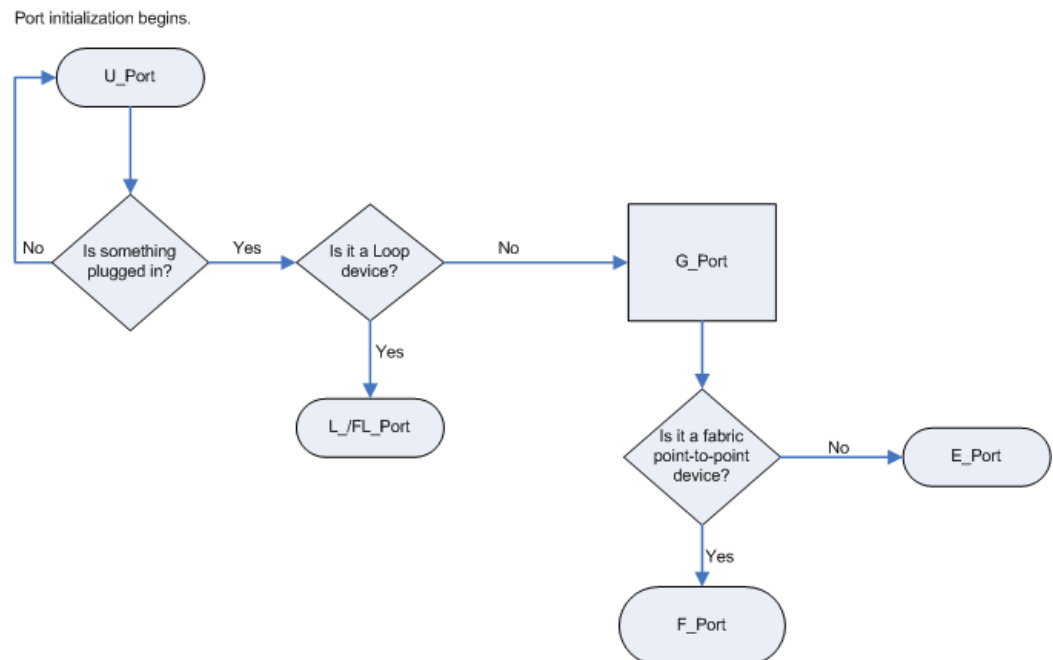 Port initialization begins.
U_Port
No
Is something
plugged in?
Yes
Is it a Loop
device?
No
G_Port
Yes
L_/FL_Port
Is it a fabric
point-to-point
device?
No
E_Port
Yes
F_Port